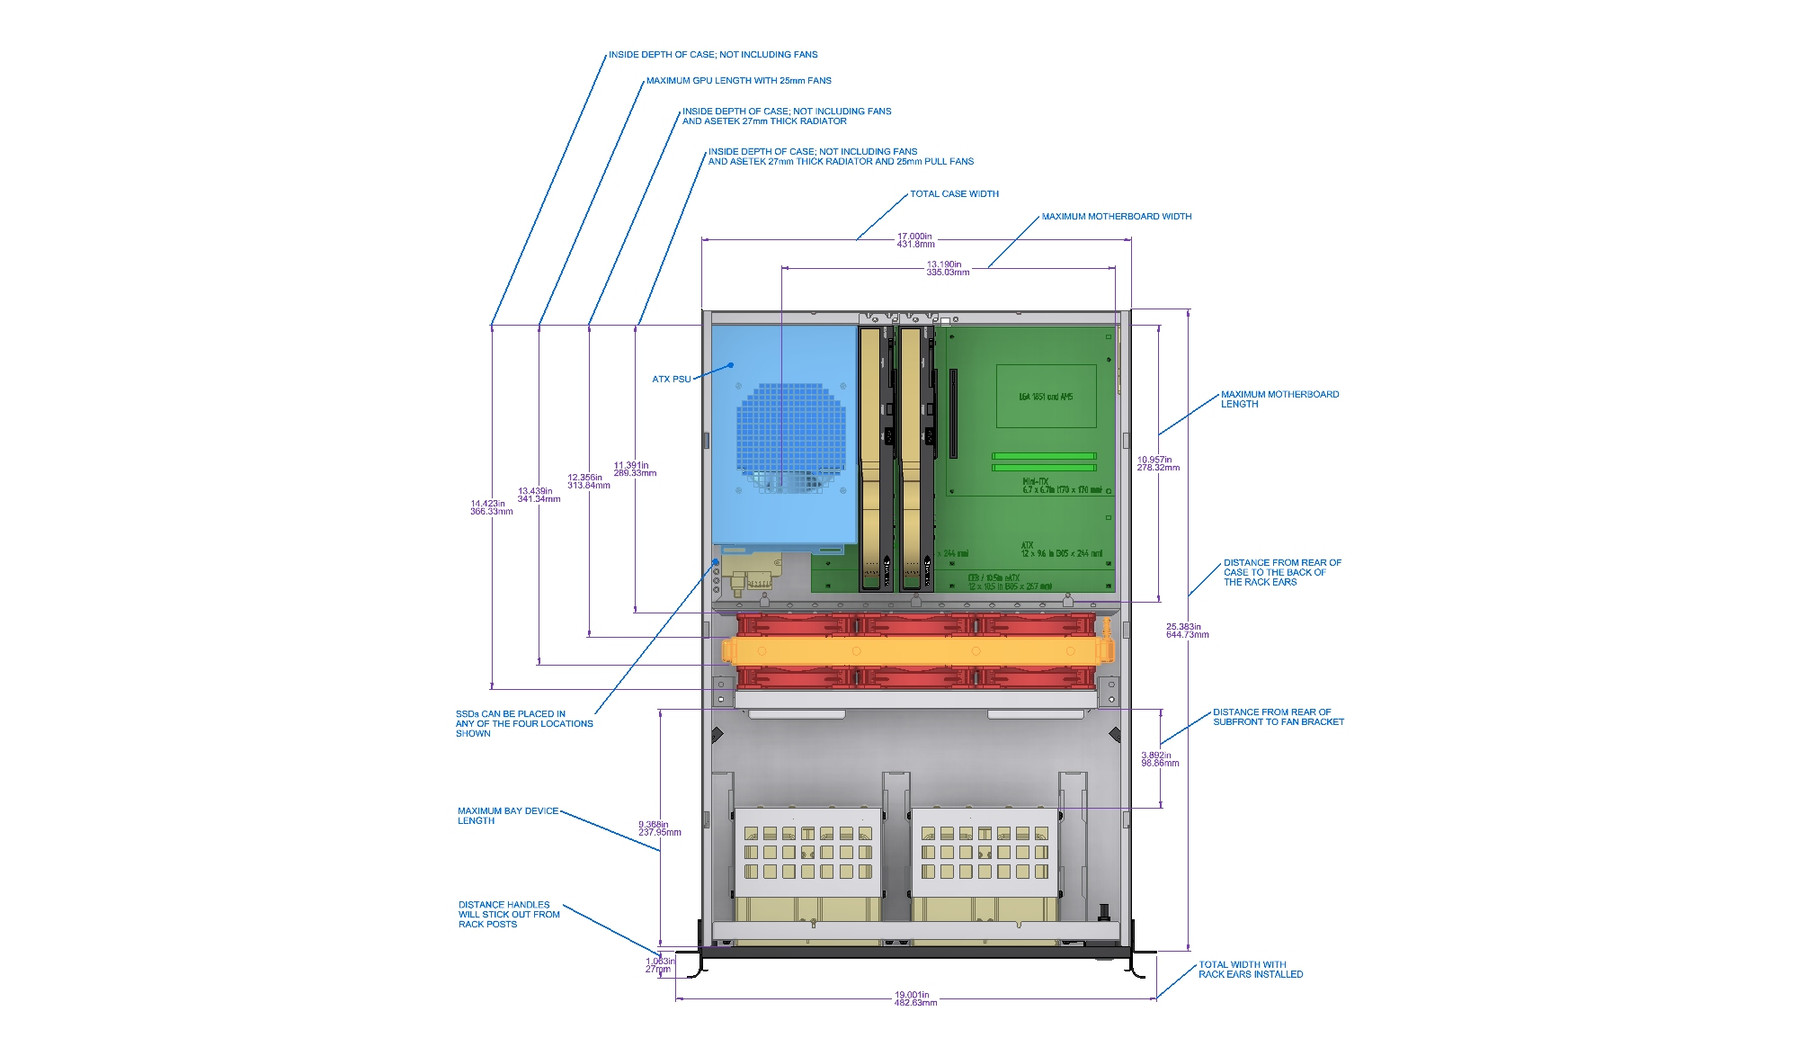 INSIDE DEPTH OF CASE; NOT INCLUDING FANS
MAXIMUM GPU LENGTH WITH 25mm FANS
INSIDE DEPTH OF CASE; NOT INCLUDING FANS
AND ASETEK 27mm THICK RADIATOR
INSIDE DEPTH OF CASE; NOT INCLUDING FANS
AND ASETEK 27mm THICK RADIATOR AND 25mm PULL FANS
TOTAL CASE WIDTH
MAXIMUM MOTHERBOARD WIDTH
17.000in
431.8mm
13.190in
335.03mm
ATX PSU
LGA 1851 and AM5
MAXIMUM MOTHERBOARD
LENGTH
10.957in
278.32mm
11.391in
289.33mm
12.356in
313.84mm
13.439in
341.34mm
14.423in
366.33mm
Mini-ITX
6.7 x 6.7in (170 x 170 mm)
ATX
12 x 9.6 in (305 x 244 mm)
x 244 mm)
EEB / 10.5in eATX
12 x 10.5 in (305 x 267 mm)
DISTANCE FROM REAR OF
CASE TO THE BACK OF
THE RACK EARS
25.383in
644.73mm
SSDs CAN BE PLACED IN
ANY OF THE FOUR LOCATIONS
SHOWN
DISTANCE FROM REAR OF
SUBFRONT TO FAN BRACKET
3.892in
98.86mm
MAXIMUM BAY DEVICE
LENGTH
9.368in
237.95mm
DISTANCE HANDLES
WILL STICK OUT FROM
RACK POSTS
1.063in
27mm
TOTAL WIDTH WITH
RACK EARS INSTALLED
19.001in
482.63mm